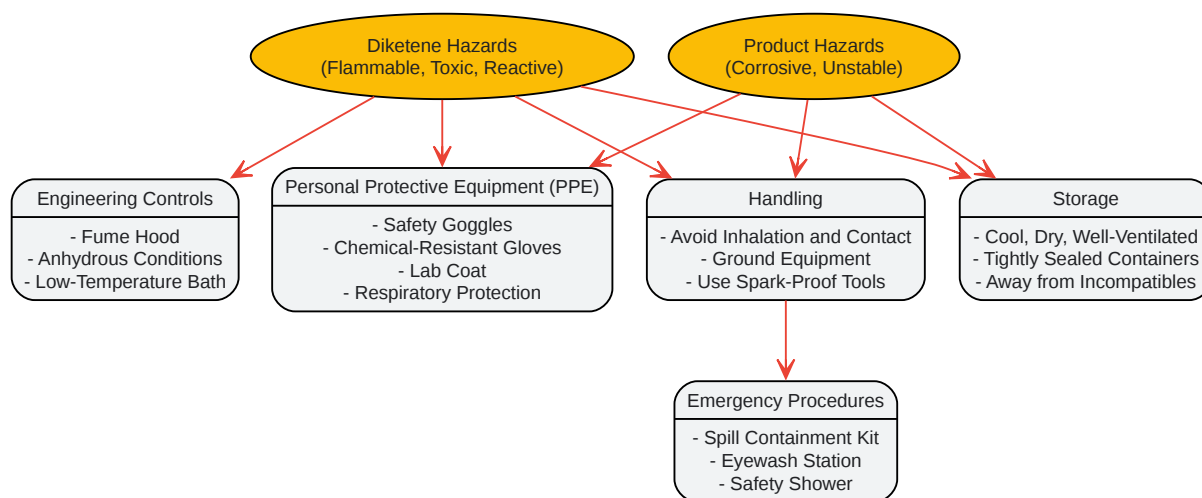 Diketene Hazards
(Flammable, Toxic, Reactive)
Product Hazards
(Corrosive, Unstable)
Engineering Controls
- Fume Hood
- Anhydrous Conditions
- Low-Temperature Bath
Personal Protective Equipment (PPE)
- Safety Goggles
- Chemical-Resistant Gloves
- Lab Coat
- Respiratory Protection
Handling
- Avoid Inhalation and Contact
- Ground Equipment
- Use Spark-Proof Tools
Storage
- Cool, Dry, Well-Ventilated
- Tightly Sealed Containers
- Away from Incompatibles
Emergency Procedures
- Spill Containment Kit
- Eyewash Station
- Safety Shower